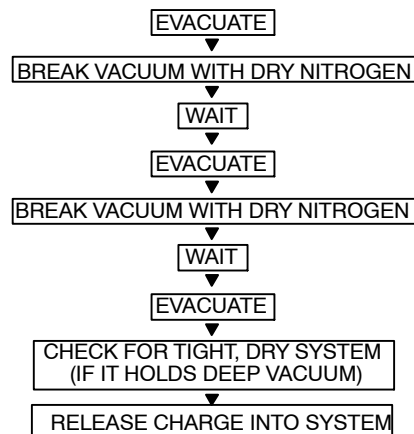 EVACUATE
BREAK VACUUM WITH DRY NITROGEN
WAIT
EVACUATE
BREAK VACUUM WITH DRY NITROGEN
WAIT
EVACUATE
CHECK FOR TIGHT, DRY SYSTEM
(IF IT HOLDS DEEP VACUUM)
RELEASE CHARGE INTO SYSTEM